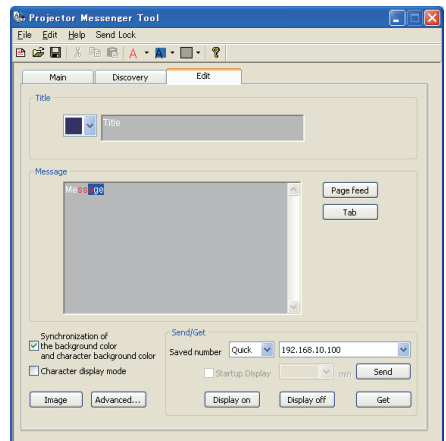 Projector Messenger Tool
File Edit Help Send Lock
A A
Main Discovery Edit
Title
Title
Message
Message
Page feed
Tab
Synchronization of
the background color
and character background color
Character display mode
Image Advanced...
Send/Get
Saved number Quick 192.168.10.100
Startup Display min Send
Display on Display off Get